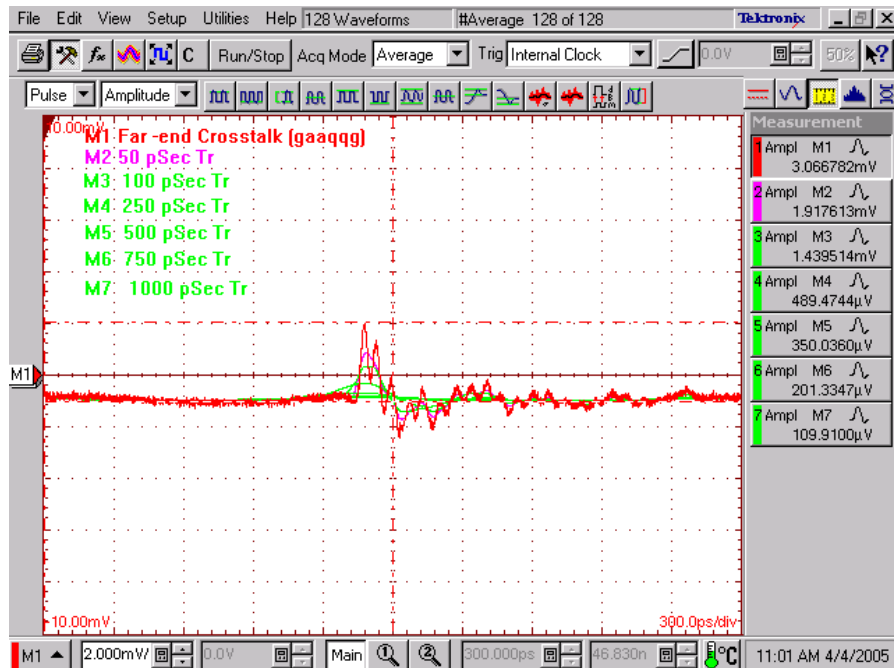 File Edit View Setup Utilities Help 128 Waveforms #Average 128 of 128 Tektronix
C Run/Stop Acq Mode Average Trig Internal Clock 0.0V 50% ?
Pulse Amplitude
Measurement
1 Ampl M1
3.066782mV
2 Ampl M2
1.917613mV
3 Ampl M3
1.439514mV
4 Ampl M4
489.4744µV
5 Ampl M5
350.0360µV
6 Ampl M6
201.3347µV
7 Ampl M7
109.9100µV
M1 Far -end Crosstalk (gaaqqg)
M2 50 pSec Tr
M3 100 pSec Tr
M4 250 pSec Tr
M5 500 pSec Tr
M6 750 pSec Tr
M7 1000 pSec Tr
M1
-10.00mV 300.0ps/div
M1 2.000mV/ 0.0V Main 1 2 300.000ps 46.830n °C 11:01 AM 4/4/2005